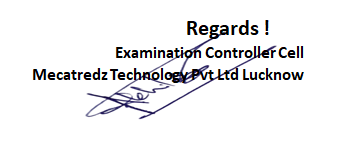 Regards !
Examination Controller Cell
Mecatredz Technology Pvt Ltd Lucknow